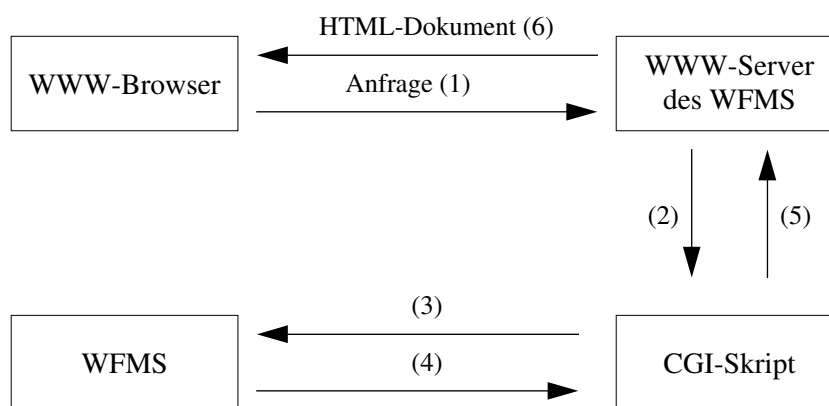 HTML-Dokument (6)
WWW-Browser
Anfrage (1)
WWW-Server
des WFMS
(2)
(5)
(3)
WFMS
(4)
CGI-Skript